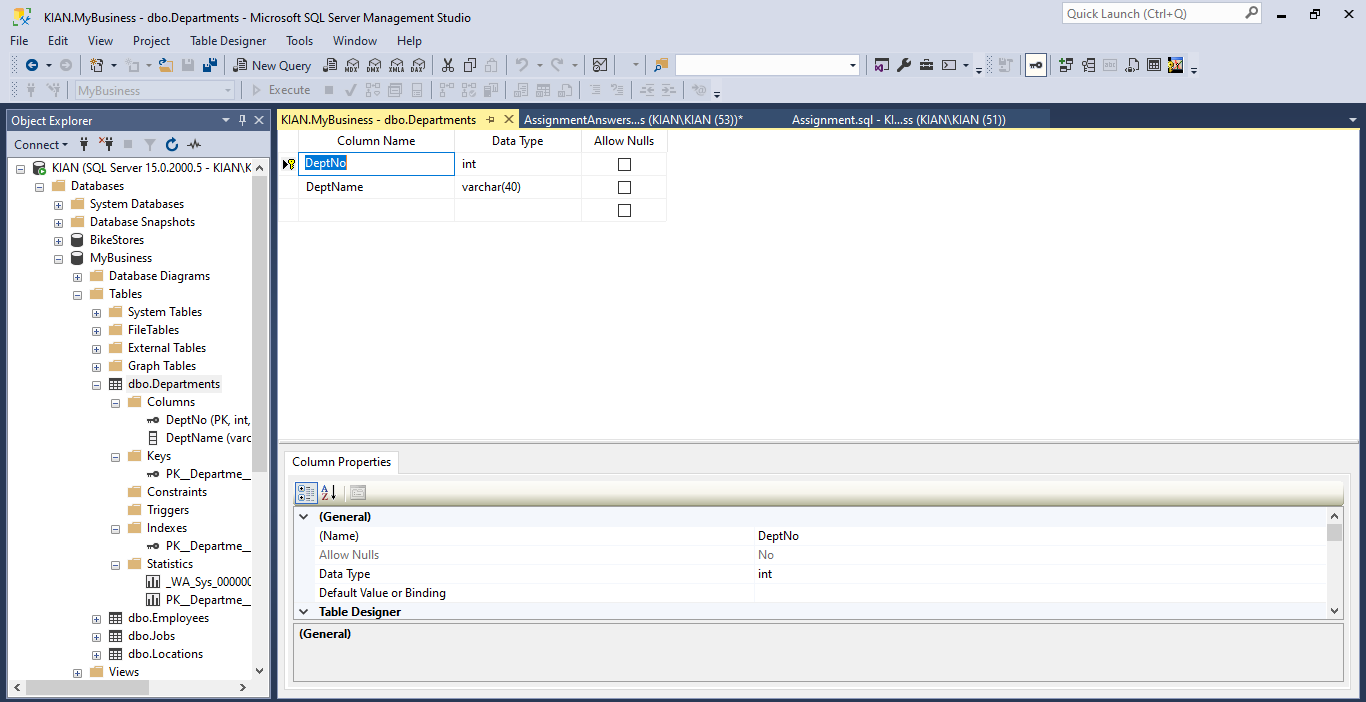 KIAN.MyBusiness - dbo.Departments - Microsoft SQL Server Management Studio
Quick Launch (Ctrl+Q)
File Edit View Project Table Designer Tools Window Help
New Query MDX DMX XMLA DAX
MyBusiness Execute
Object Explorer
Connect
KIAN (SQL Server 15.0.2000.5 - KIAN\K
Databases
System Databases
Database Snapshots
BikeStores
MyBusiness
Database Diagrams
Tables
System Tables
FileTables
External Tables
Graph Tables
dbo.Departments
Columns
DeptNo (PK, int,
DeptName (varc
Keys
PK__Departme__
Constraints
Triggers
Indexes
PK__Departme__
Statistics
_WA_Sys_000000
PK__Departme__
dbo.Employees
dbo.Jobs
dbo.Locations
Views
KIAN.MyBusiness - dbo.Departments AssignmentAnswers...s (KIAN\KIAN (53))* Assignment.sql - KI...ss (KIAN\KIAN (51))
Column Name Data Type Allow Nulls
DeptNo int
DeptName varchar(40)
Column Properties
(General)
(Name) DeptNo
Allow Nulls No
Data Type int
Default Value or Binding
Table Designer
(General)